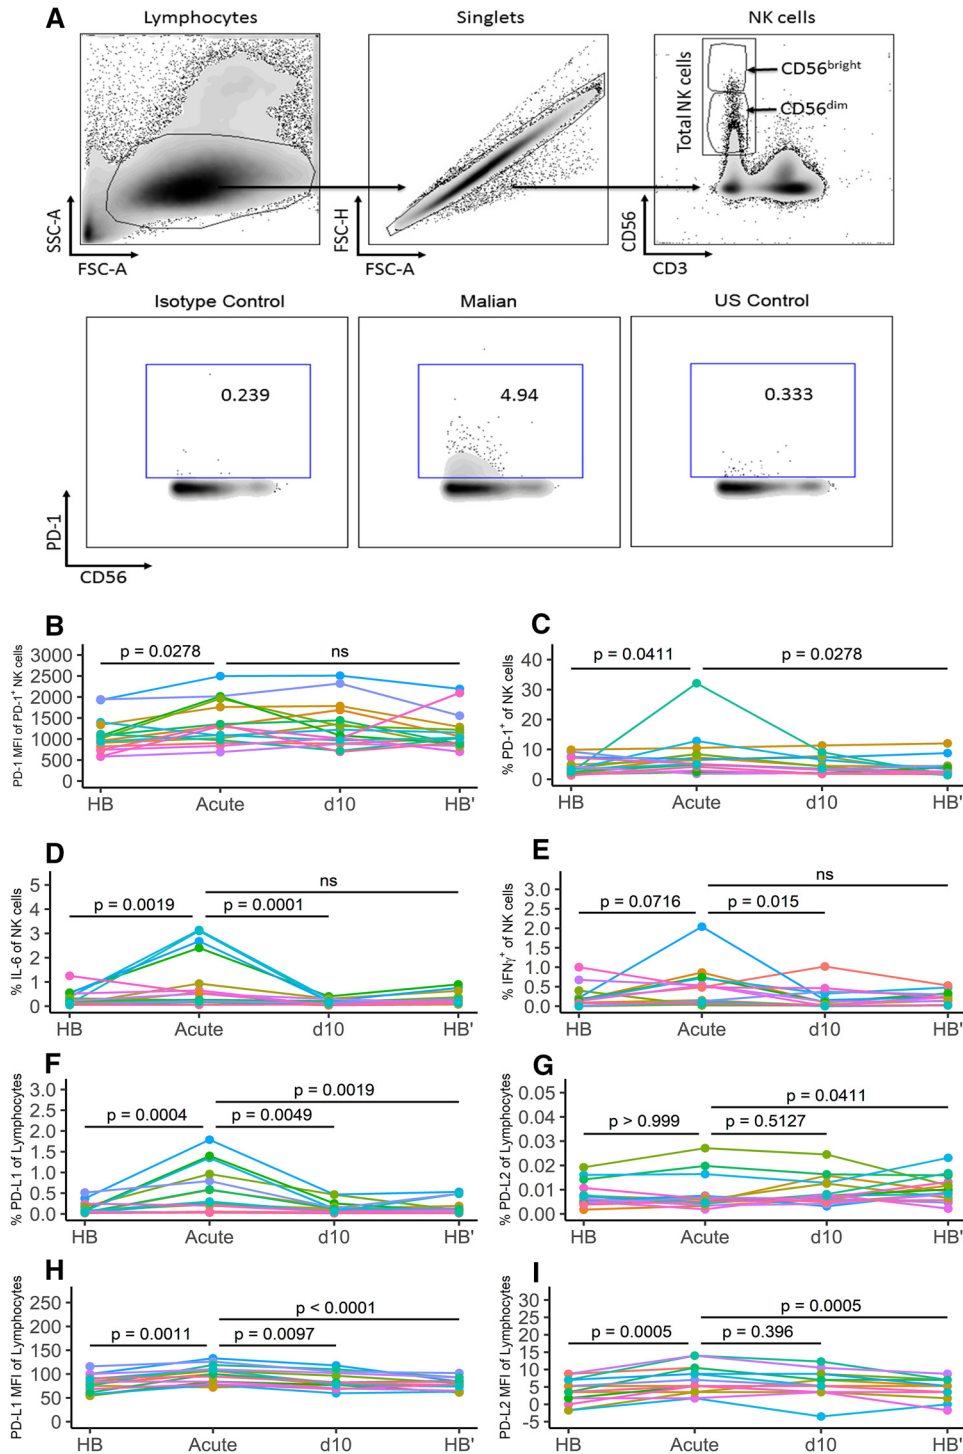 A
Lymphocytes
Singlets
NK cells
Total NK cells
CD56bright
CD56dim
SSC-A
FSC-A
FSC-H
FSC-A
CD56
CD3
Isotype Control
Malian
US Control
0.239
4.94
0.333
PD-1
CD56
B
PD-1 MFI of PD-1+ NK cells
3000
2500
2000
1500
1000
500
0
p = 0.0278
ns
HB Acute d10 HB'
C
% PD-1+ of NK cells
40
30
20
10
0
p = 0.0411
p = 0.0278
HB Acute d10 HB'
D
% IL-6 of NK cells
5
4
3
2
1
0
ns
p = 0.0019
p = 0.0001
HB Acute d10 HB'
E
% IFNγ+ of NK cells
3.0
2.5
2.0
1.5
1.0
0.5
0.0
ns
p = 0.0716
p = 0.015
HB Acute d10 HB'
F
% PD-L1 of Lymphocytes
3.0
2.5
2.0
1.5
1.0
0.5
0.0
p = 0.0019
p = 0.0004
p = 0.0049
HB Acute d10 HB'
G
% PD-L2 of Lymphocytes
0.05
0.04
0.03
0.02
0.01
0.00
p = 0.0411
p > 0.999
p = 0.5127
HB Acute d10 HB'
H
PD-L1 MFI of Lymphocytes
250
200
150
100
50
0
p < 0.0001
p = 0.0011
p = 0.0097
HB Acute d10 HB'
I
PD-L2 MFI of Lymphocytes
30
25
20
15
10
5
0
-5
p = 0.0005
p = 0.0005
p = 0.396
HB Acute d10 HB'